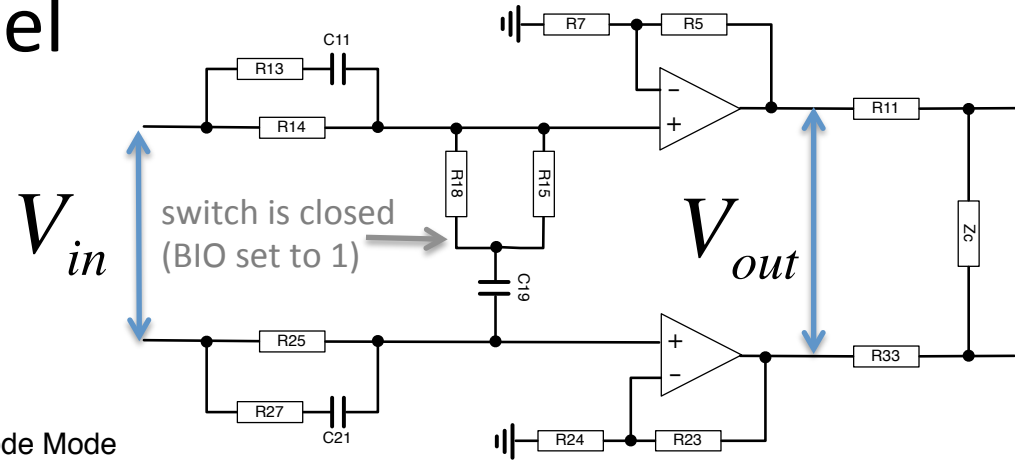 el
R7
R5
C11
R13
R14
−
+
R11
R18
R15
V in
switch is closed
(BIO set to 1)
V out
Zc
C19
R25
+
−
R33
R27
C21
R24
R23
de Mode